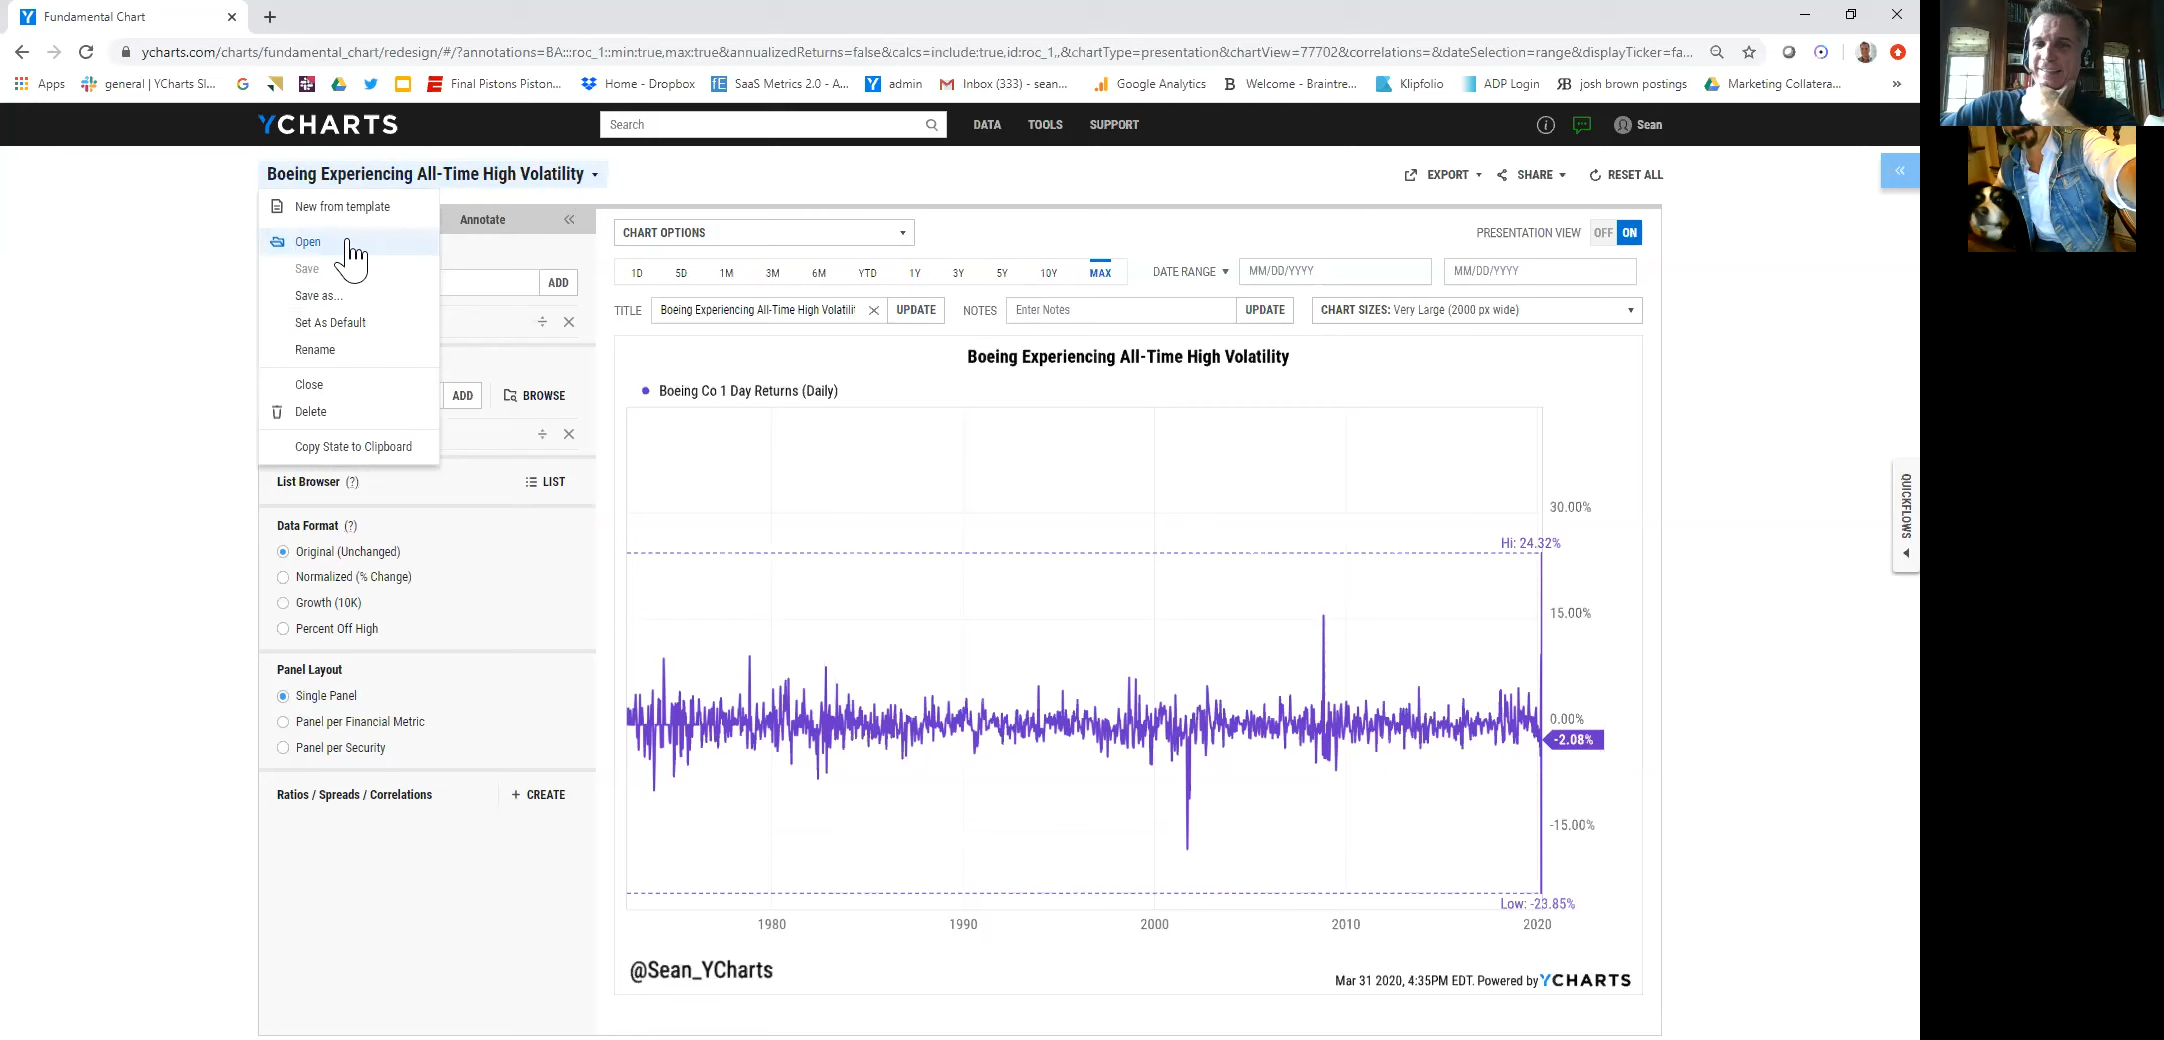 Fundamental Chart
ycharts.com/charts/fundamental_chart/redesign/#/?annotations=BA:::roc_1::min:true,max:true&annualizedReturns=false&calcs=include:true,id:roc_1,,&chartType=presentation&chartView=77702&correlations=&dateSelection=range&displayTicker=fa...
Apps general | YCharts Sl... Final Pistons Piston... Home - Dropbox SaaS Metrics 2.0 - A... admin Inbox (333) - sean... Google Analytics Welcome - Braintre... Klipfolio ADP Login josh brown postings Marketing Collatera... »
YCHARTS
Search
DATA TOOLS SUPPORT
Sean
Boeing Experiencing All-Time High Volatility
EXPORT SHARE RESET ALL
New from template
Open
Save
Save as...
Set As Default
Rename
Close
Delete
Copy State to Clipboard
Annotate
ADD
ADD BROWSE
List Browser (?) LIST
Data Format (?)
Original (Unchanged)
Normalized (% Change)
Growth (10K)
Percent Off High
Panel Layout
Single Panel
Panel per Financial Metric
Panel per Security
Ratios / Spreads / Correlations + CREATE
CHART OPTIONS
PRESENTATION VIEW OFF ON
1D 5D 1M 3M 6M YTD 1Y 3Y 5Y 10Y MAX DATE RANGE MM/DD/YYYY MM/DD/YYYY
TITLE Boeing Experiencing All-Time High Volatilit UPDATE NOTES Enter Notes UPDATE CHART SIZES: Very Large (2000 px wide)
Boeing Experiencing All-Time High Volatility
Boeing Co 1 Day Returns (Daily)
30.00%
Hi: 24.32%
15.00%
0.00%
-2.08%
-15.00%
Low: -23.85%
1980 1990 2000 2010 2020
@Sean_YCharts
Mar 31 2020, 4:35PM EDT. Powered by YCHARTS
QUICKFLOWS